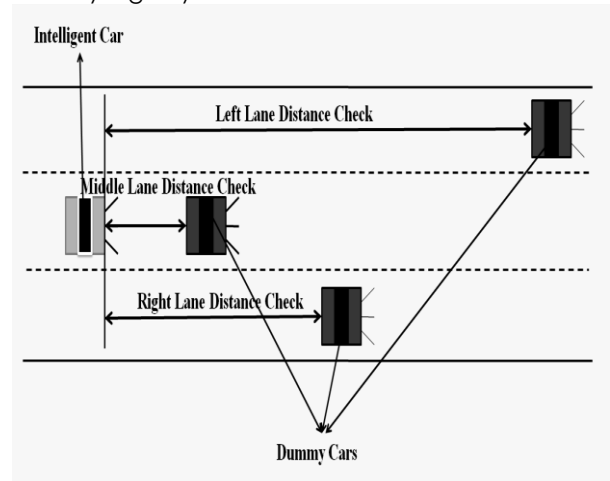 Intelligent Car
Left Lane Distance Check
Middle Lane Distance Check
Right Lane Distance Check
Dummy Cars